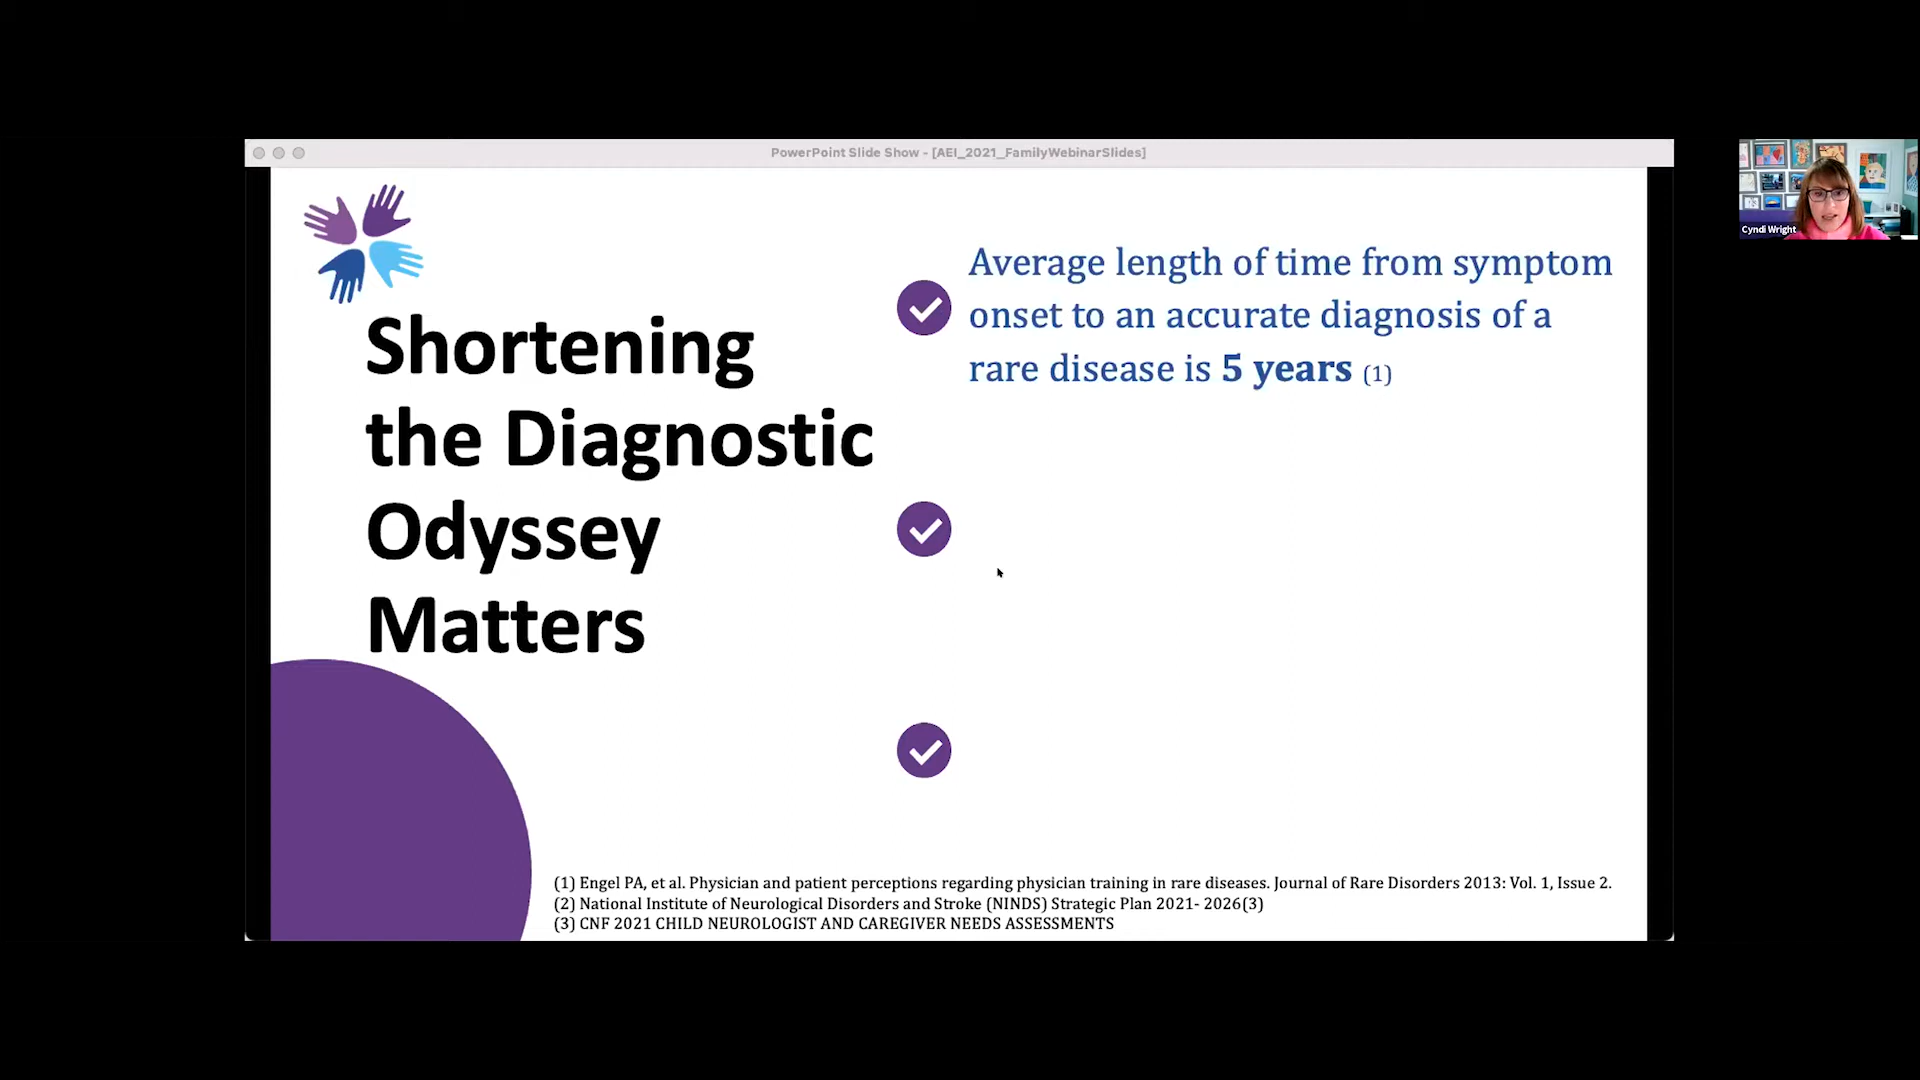 PowerPoint Slide Show - [AEI_2021_FamilyWebinarSlides]
Shortening
the Diagnostic
Odyssey
Matters
Average length of time from symptom
onset to an accurate diagnosis of a
rare disease is 5 years (1)
(1) Engel PA, et al. Physician and patient perceptions regarding physician training in rare diseases. Journal of Rare Disorders 2013: Vol. 1, Issue 2.
(2) National Institute of Neurological Disorders and Stroke (NINDS) Strategic Plan 2021- 2026(3)
(3) CNF 2021 CHILD NEUROLOGIST AND CAREGIVER NEEDS ASSESSMENTS
Cyndi Wright